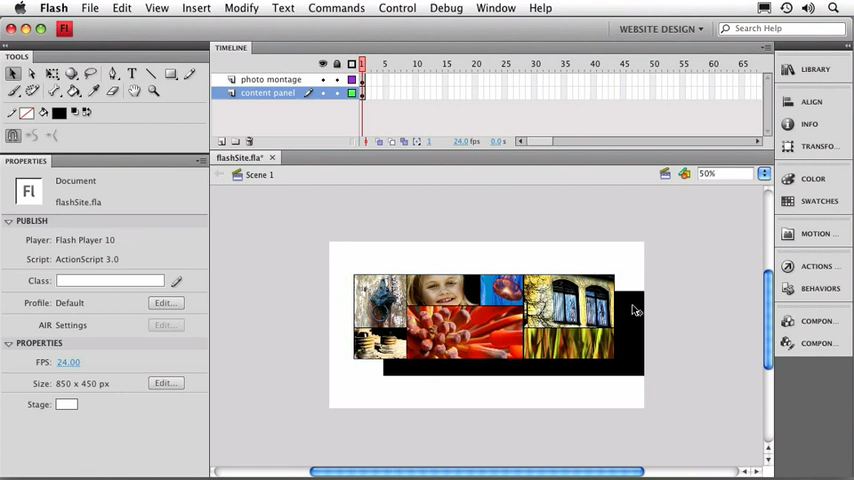 Flash File Edit View Insert Modify Text Commands Control Debug Window Help
Fl WEBSITE DESIGN Search Help
TOOLS
TIMELINE
1 5 10 15 20 25 30 35 40 45 50 55 60 65
photo montage
content panel
1 24.0 fps 0.0 s
flashSite.fla*
Scene 1 50%
PROPERTIES
Fl
Document
flashSite.fla
PUBLISH
Player: Flash Player 10
Script: ActionScript 3.0
Class:
Profile: Default Edit...
AIR Settings Edit...
PROPERTIES
FPS: 24.00
Size: 850 x 450 px Edit...
Stage:
LIBRARY
ALIGN
INFO
TRANSFO...
COLOR
SWATCHES
MOTION ...
ACTIONS ...
BEHAVIORS
COMPON...
COMPON...